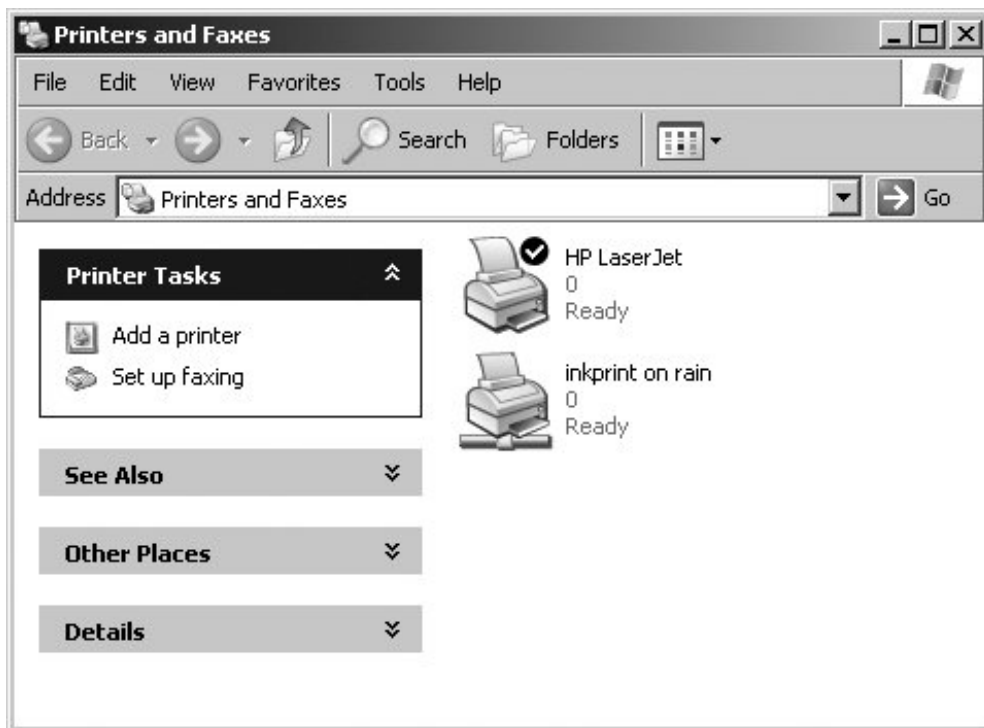 Printers and Faxes
File Edit View Favorites Tools Help
Back Search Folders
Address Printers and Faxes Go
Printer Tasks
Add a printer
Set up faxing
See Also
Other Places
Details
HP LaserJet
0
Ready
inkprint on rain
0
Ready